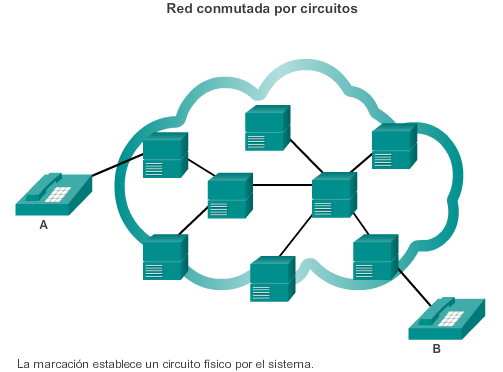 Red conmutada por circuitos
A
B
La marcación establece un circuito físico por el sistema.